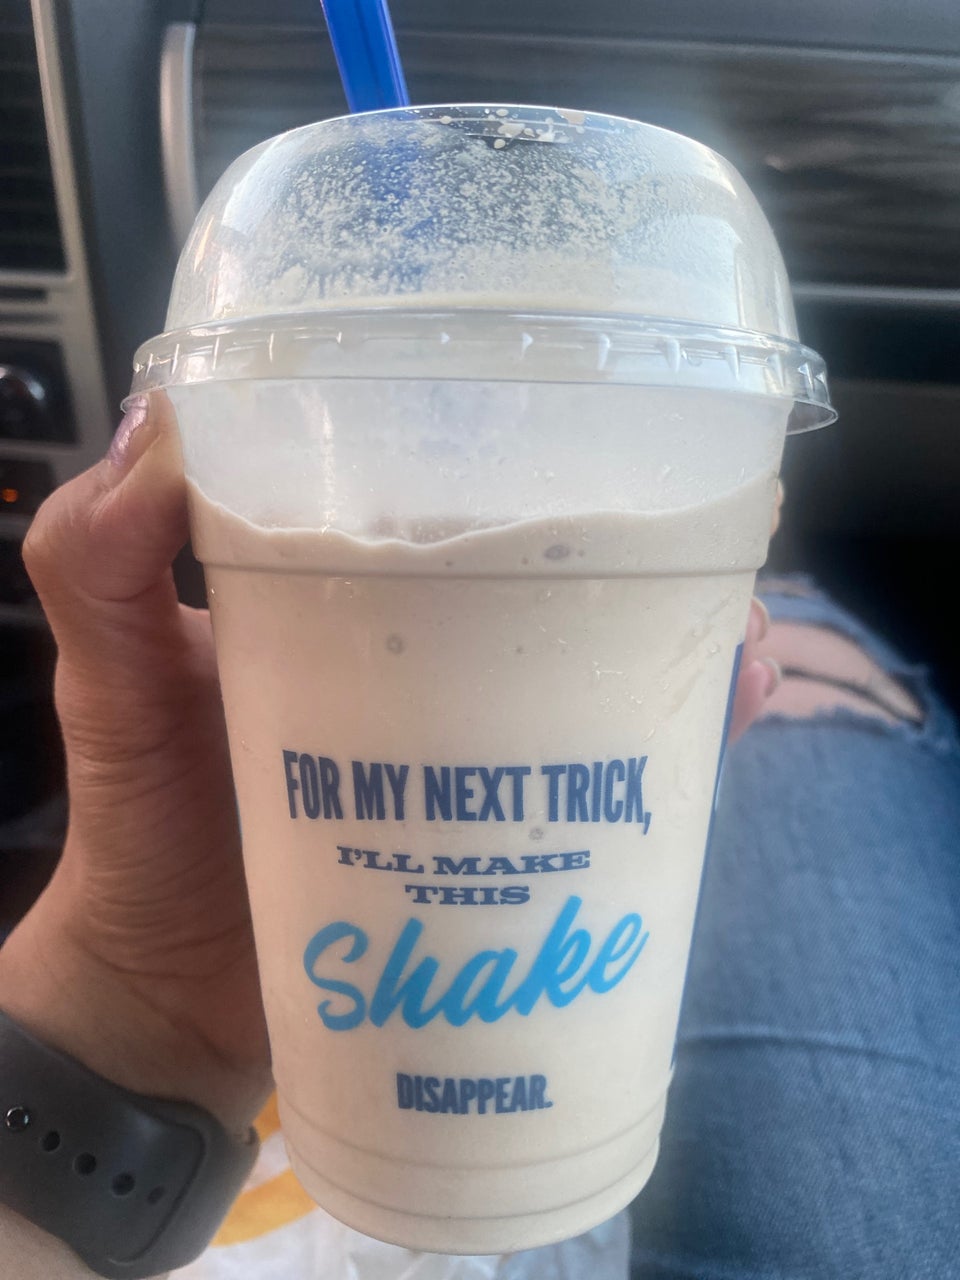 FOR MY NEXT TRICK,
I'LL MAKE
THIS
Shake
DISAPPEAR.